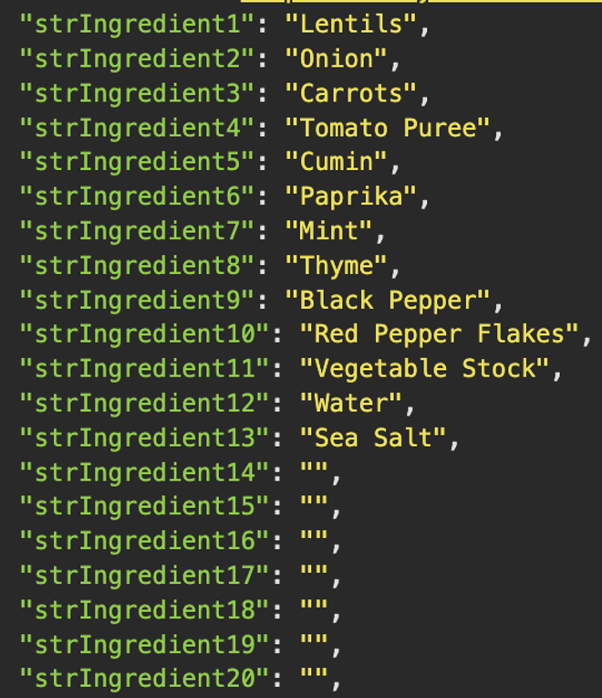 "strIngredient1": "Lentils",
"strIngredient2": "Onion",
"strIngredient3": "Carrots",
"strIngredient4": "Tomato Puree",
"strIngredient5": "Cumin",
"strIngredient6": "Paprika",
"strIngredient7": "Mint",
"strIngredient8": "Thyme",
"strIngredient9": "Black Pepper",
"strIngredient10": "Red Pepper Flakes",
"strIngredient11": "Vegetable Stock",
"strIngredient12": "Water",
"strIngredient13": "Sea Salt",
"strIngredient14": "",
"strIngredient15": "",
"strIngredient16": "",
"strIngredient17": "",
"strIngredient18": "",
"strIngredient19": "",
"strIngredient20": "",